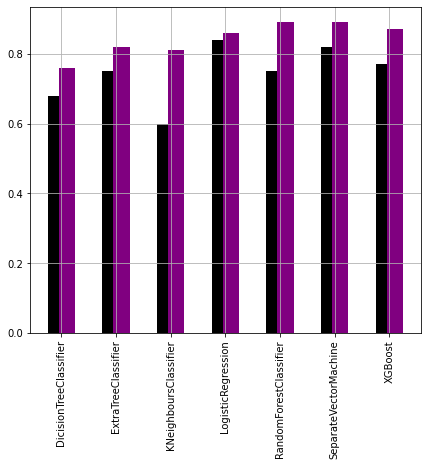 0.8
0.6
0.4
0.2
0.0
DicisionTreeClassifier
ExtraTreeClassifier
KNeighboursClassifier
LogisticRegression
RandomForestClassifier
SeparateVectorMachine
XGBoost